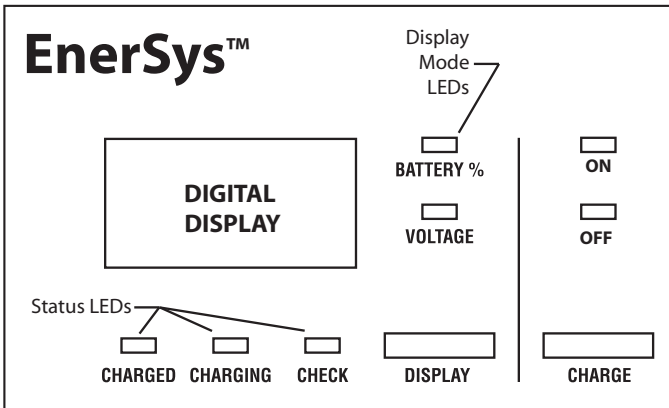 EnerSys™
Display
Mode
LEDs
DIGITAL
DISPLAY
BATTERY %
ON
VOLTAGE
OFF
Status LEDs
CHARGED CHARGING CHECK DISPLAY CHARGE